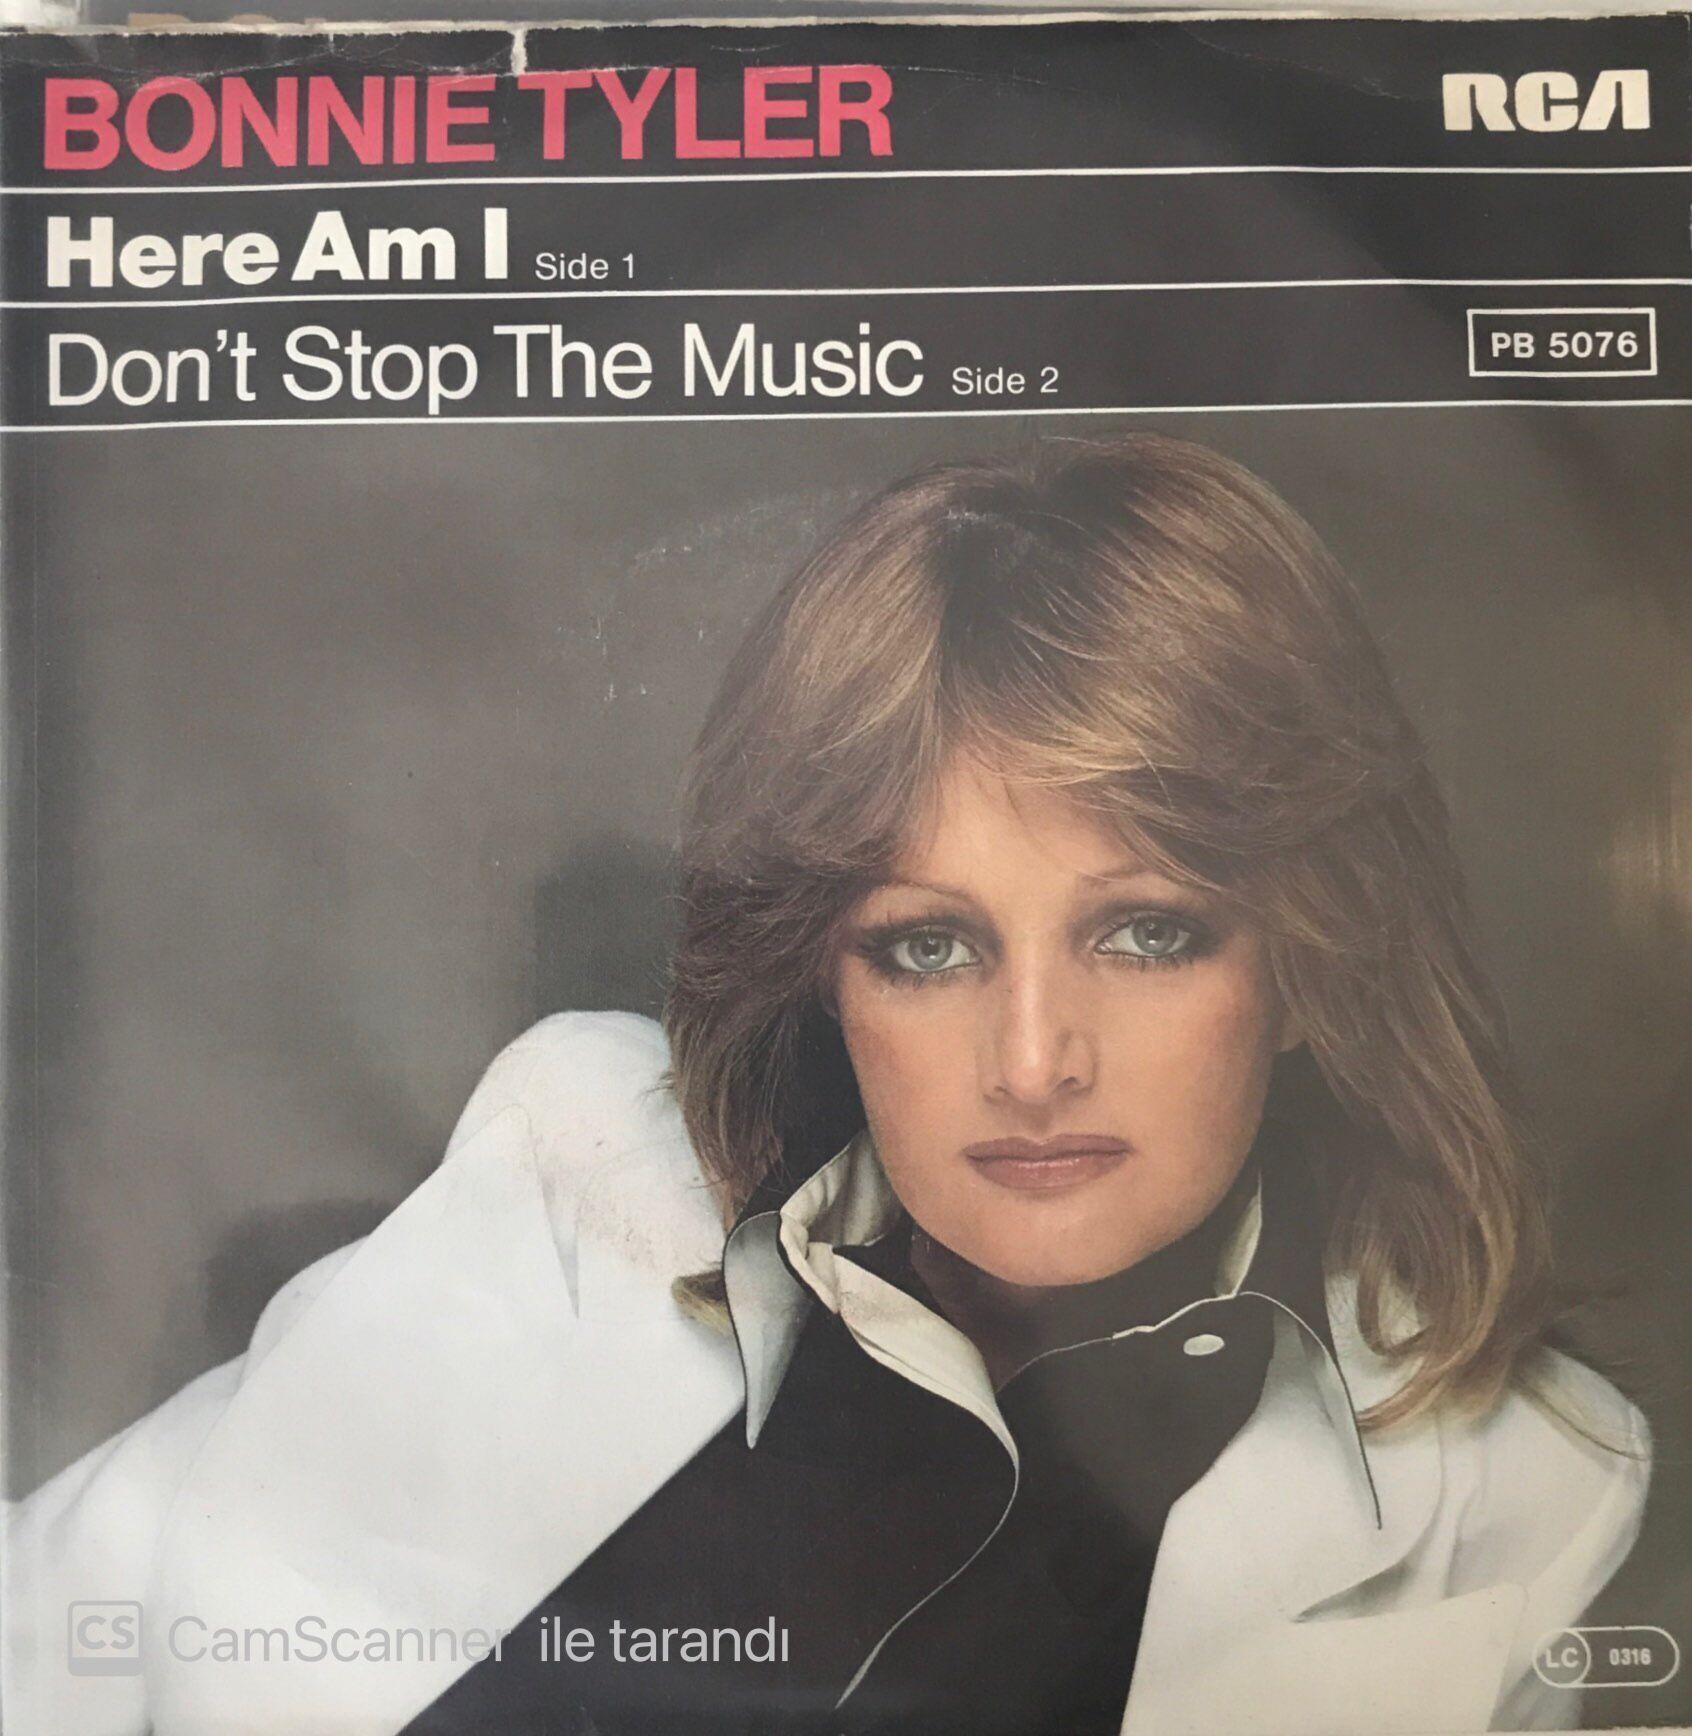 BONNIE TYLER
RCA
Here Am I Side 1
Don't Stop The Music Side 2
PB 5076
CS CamScanner ile tarandı
LC 0316